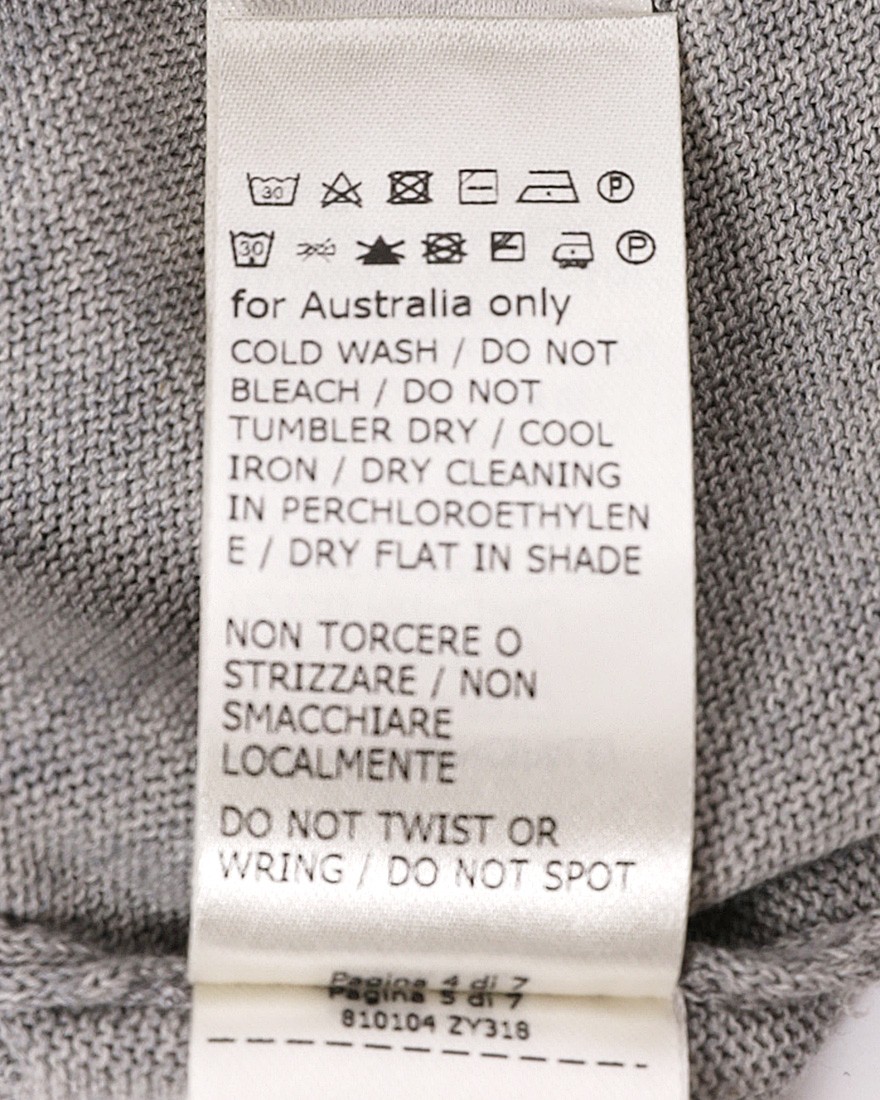 30 P
30 P
for Australia only
COLD WASH / DO NOT
BLEACH / DO NOT
TUMBLER DRY / COOL
IRON / DRY CLEANING
IN PERCHLOROETHYLEN
E / DRY FLAT IN SHADE
NON TORCERE O
STRIZZARE / NON
SMACCHIARE
LOCALMENTE
DO NOT TWIST OR
WRING / DO NOT SPOT
Pagina 4 di 7
Pagina 5 di 7
810104 ZY318